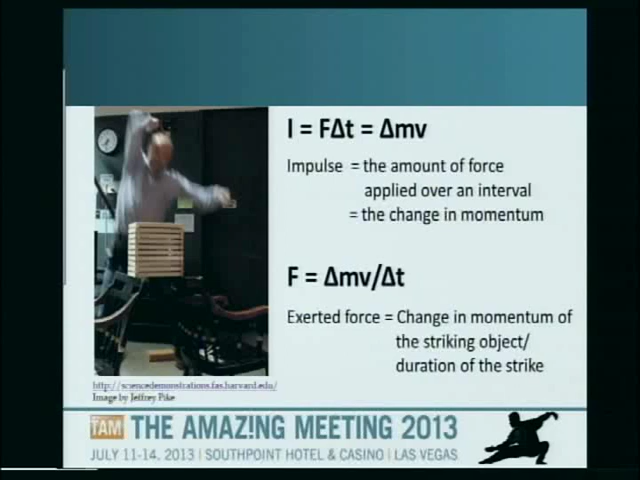 I = FΔt = Δmv
Impulse = the amount of force
applied over an interval
= the change in momentum
F = Δmv/Δt
Exerted force = Change in momentum of
the striking object/
duration of the strike
http://sciencedemonstrations.fas.harvard.edu/
Image by Jeffrey Pike
TAM THE AMAZ!NG MEETING 2013
JULY 11-14, 2013 | SOUTHPOINT HOTEL & CASINO | LAS VEGAS